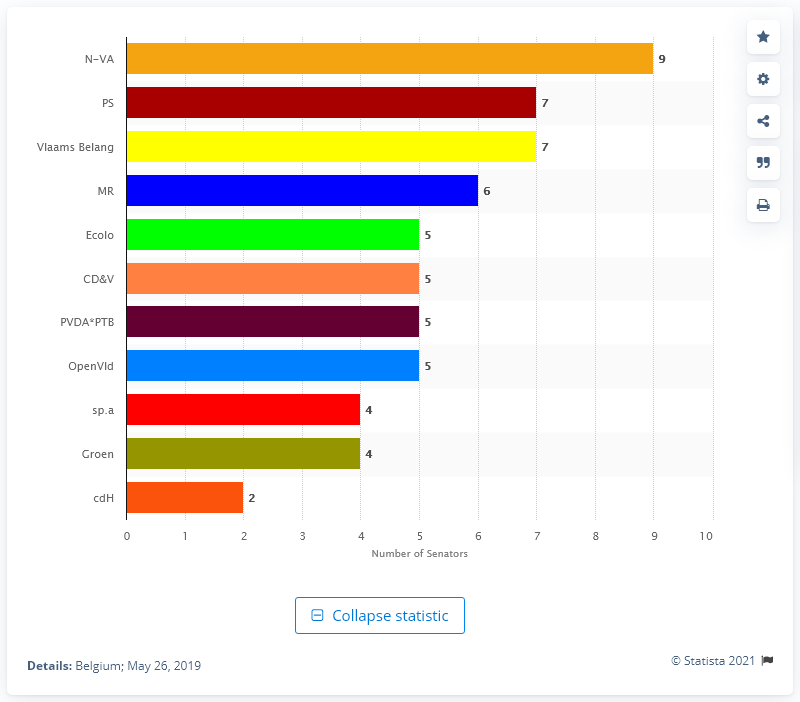 N-VA 9
PS 7
Vlaams Belang 7
MR 6
Ecolo 5
CD&V 5
PVDA*PTB 5
OpenVld 5
sp.a 4
Groen 4
cdH 2
0 1 2 3 4 5 6 7 8 9 10
Number of Senators
Collapse statistic
Details: Belgium; May 26, 2019
© Statista 2021